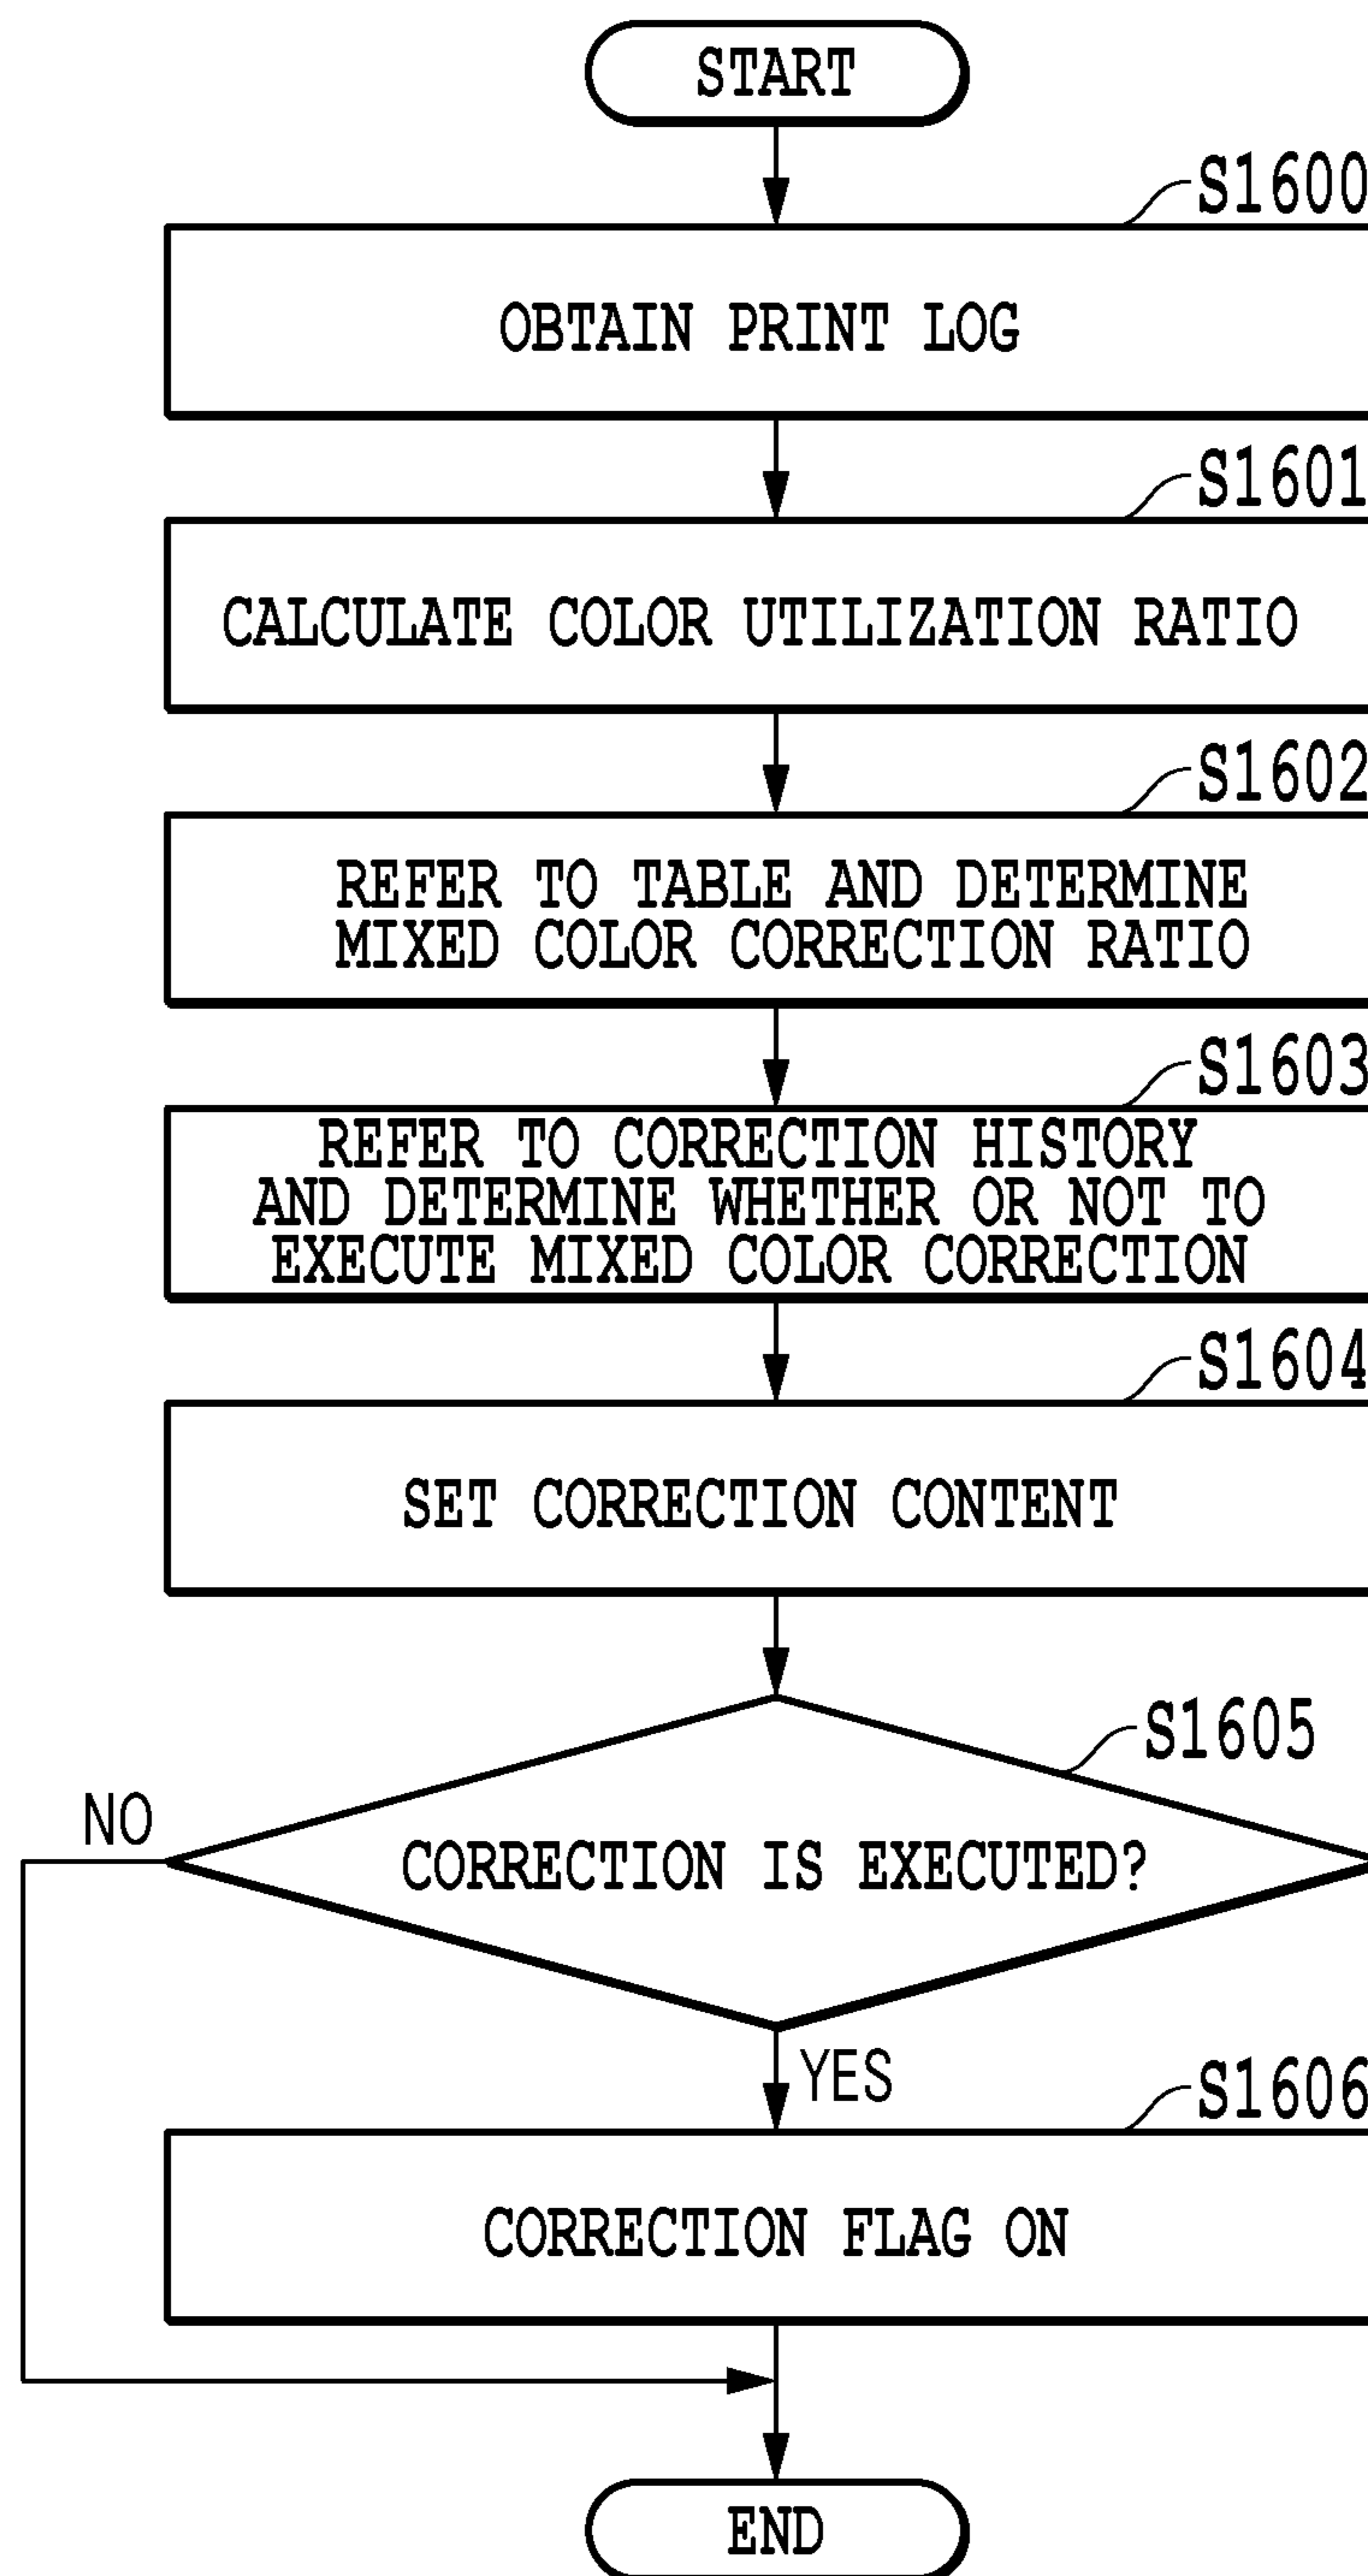 START
S1600
OBTAIN PRINT LOG
S1601
CALCULATE COLOR UTILIZATION RATIO
S1602
REFER TO TABLE AND DETERMINE
MIXED COLOR CORRECTION RATIO
S1603
REFER TO CORRECTION HISTORY
AND DETERMINE WHETHER OR NOT TO
EXECUTE MIXED COLOR CORRECTION
S1604
SET CORRECTION CONTENT
S1605
NO
CORRECTION IS EXECUTED?
YES
S1606
CORRECTION FLAG ON
END